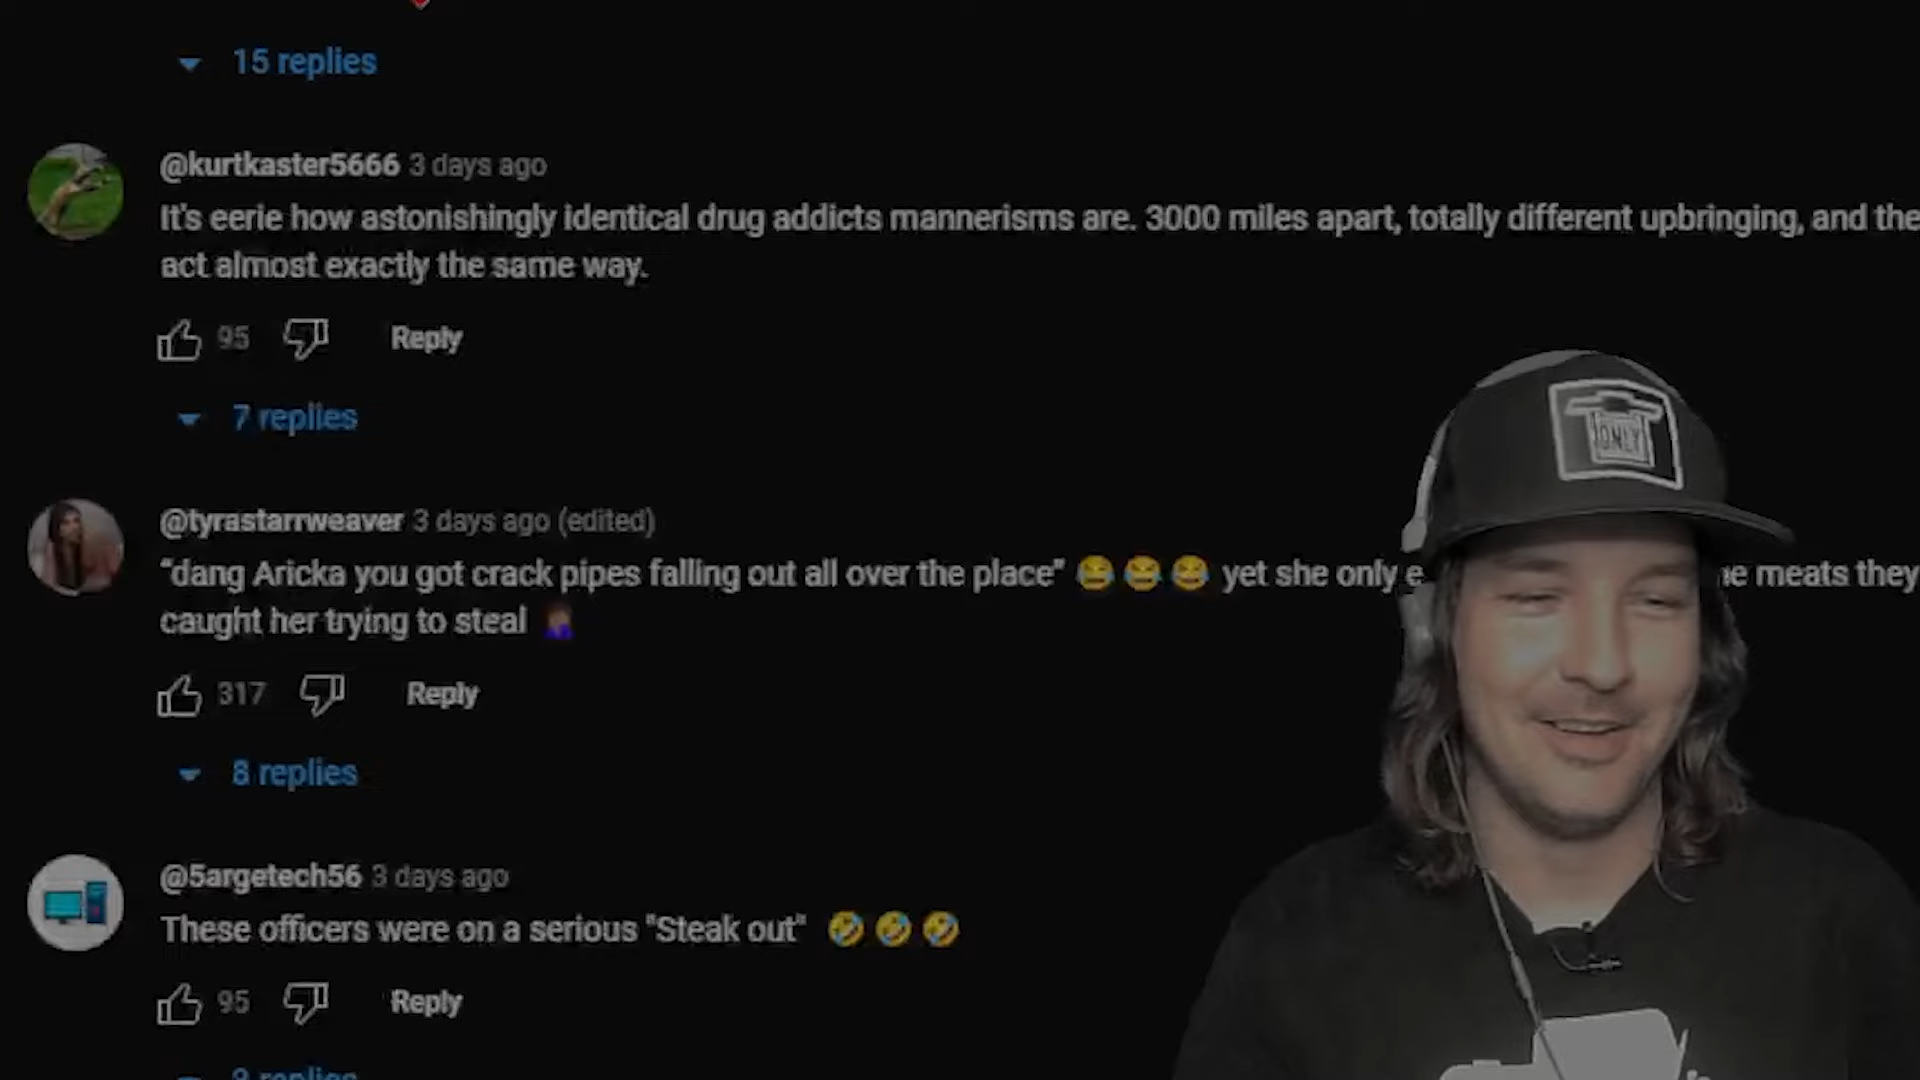 15 replies
@kurtkaster5666 3 days ago
It's eerie how astonishingly identical drug addicts mannerisms are. 3000 miles apart, totally different upbringing, and the
act almost exactly the same way.
95 Reply
7 replies
@tyrastarrweaver 3 days ago (edited)
“dang Aricka you got crack pipes falling out all over the place” 😂😂😂 yet she only e
meats they
caught her trying to steal 🤦🏽‍♀️
317 Reply
8 replies
@5argetech56 3 days ago
These officers were on a serious "Steak out" 🤣🤣🤣
95 Reply
replies
ONLY